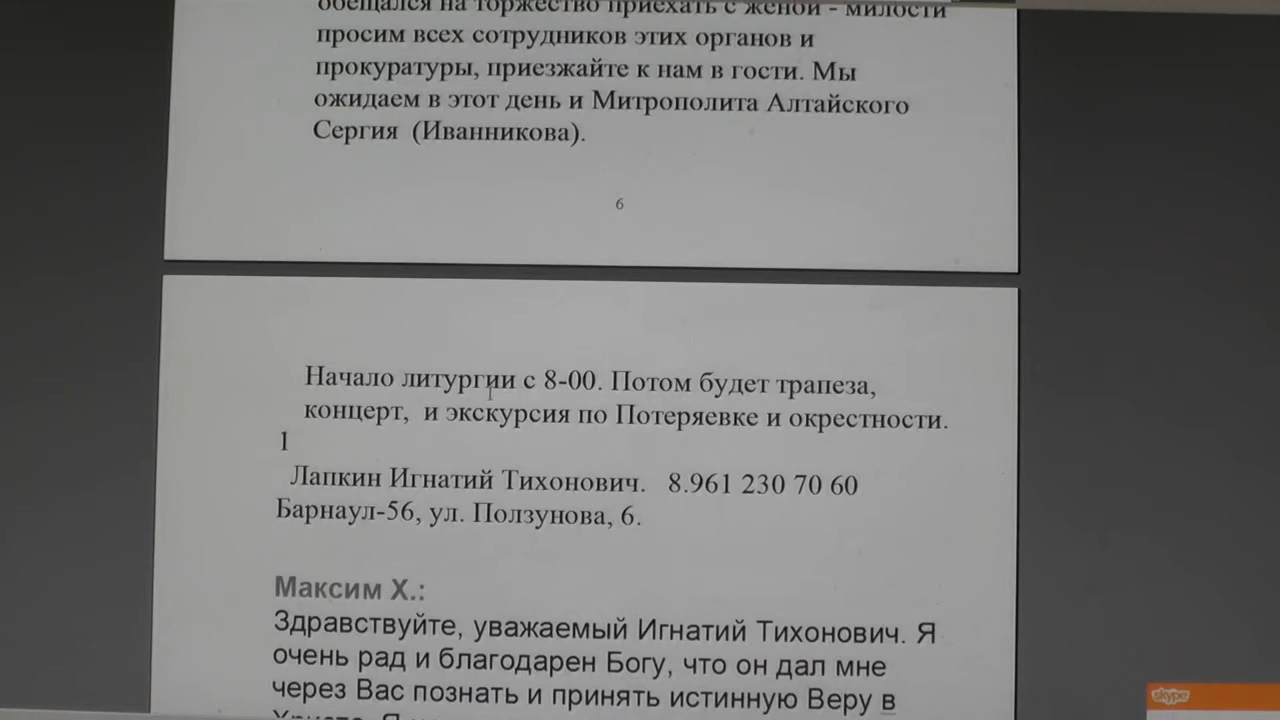 обещался на торжество приехать с женой - милости
просим всех сотрудников этих органов и
прокуратуры, приезжайте к нам в гости. Мы
ожидаем в этот день и Митрополита Алтайского
Сергия (Иванникова).
6
Начало литургии с 8-00. Потом будет трапеза,
концерт, и экскурсия по Потеряевке и окрестности.
1
Лапкин Игнатий Тихонович. 8.961 230 70 60
Барнаул-56, ул. Ползунова, 6.
Максим Х.:
Здравствуйте, уважаемый Игнатий Тихонович. Я
очень рад и благодарен Богу, что он дал мне
через Вас познать и принять истинную Веру в
skype